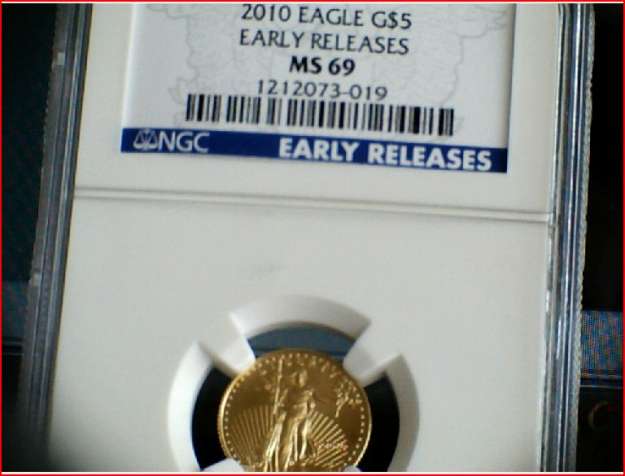 2010 EAGLE G$5
EARLY RELEASES
MS 69
1212073-019
NGC EARLY RELEASES